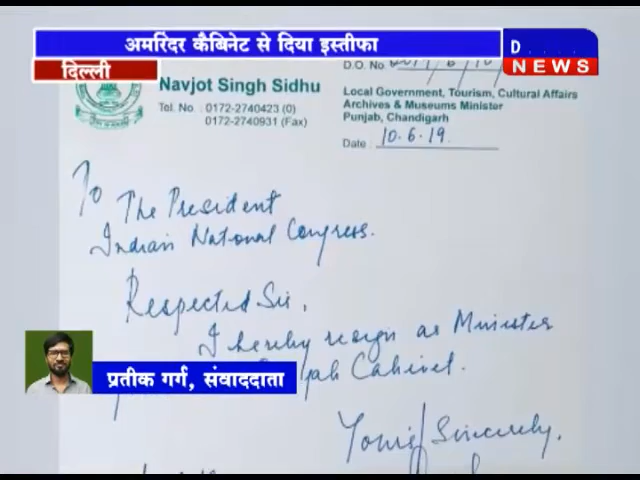 अमरिंदर कैबिनेट से दिया इस्तीफा
D
NEWS
दिल्ली
D.O. No
Navjot Singh Sidhu
Tel. No. : 0172-2740423 (0)
0172-2740931 (Fax)
Local Government, Tourism, Cultural Affairs
Archives & Museums Minister
Punjab, Chandigarh
Date : 10.6.19.
To
The President
Indian National Congress.
Respected Sir,
I hereby resign as Minister
Cabinet.
प्रतीक गर्ग, संवाददाता
Yours Sincerely,